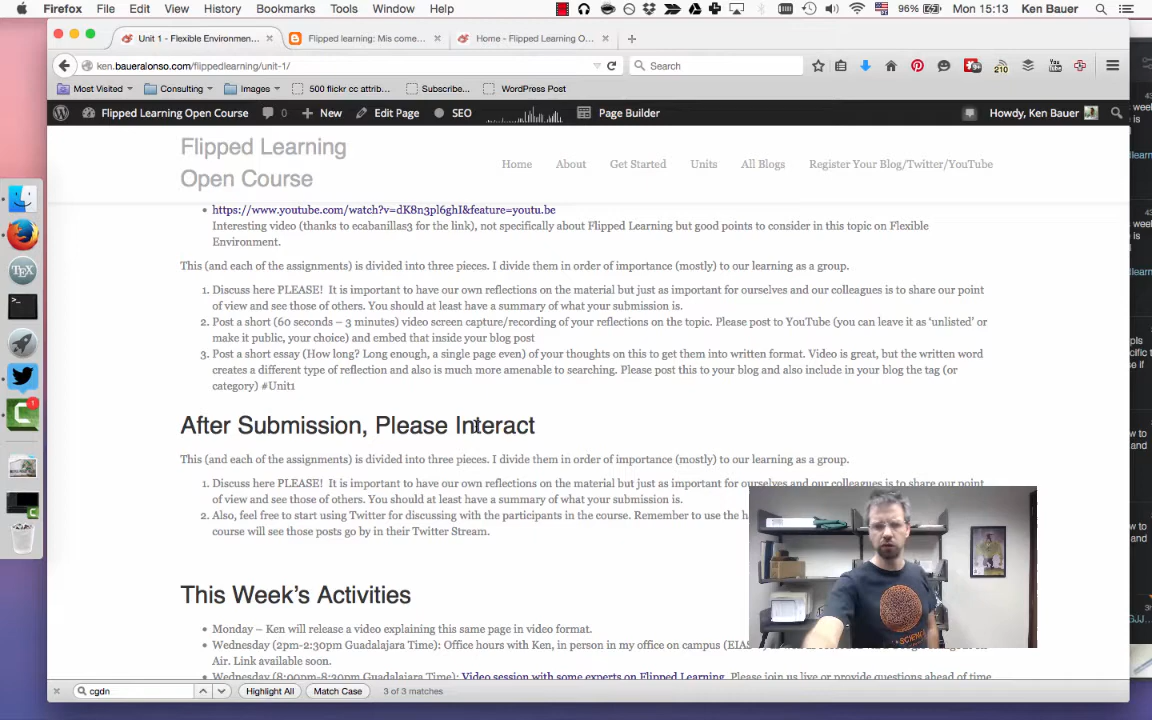 Firefox File Edit View History Bookmarks Tools Window Help 96% Mon 15:13 Ken Bauer
Unit 1 - Flexible Environmen... Flipped learning: Mis come... Home - Flipped Learning O...
ken.baueralonso.com/flippedlearning/unit-1/ Search 210
Most Visited Consulting Images 500 flickr cc attrib... Subscribe... WordPress Post
Flipped Learning Open Course 0 New Edit Page SEO Page Builder Howdy, Ken Bauer
Flipped Learning
Open Course
Home About Get Started Units All Blogs Register Your Blog/Twitter/YouTube
https://www.youtube.com/watch?v=dK8n3pl6ghI&feature=youtu.be
Interesting video (thanks to ecabanillas3 for the link), not specifically about Flipped Learning but good points to consider in this topic on Flexible
Environment.
This (and each of the assignments) is divided into three pieces. I divide them in order of importance (mostly) to our learning as a group.
1. Discuss here PLEASE! It is important to have our own reflections on the material but just as important for ourselves and our colleagues is to share our point
of view and see those of others. You should at least have a summary of what your submission is.
2. Post a short (60 seconds – 3 minutes) video screen capture/recording of your reflections on the topic. Please post to YouTube (you can leave it as 'unlisted' or
make it public, your choice) and embed that inside your blog post
3. Post a short essay (How long? Long enough, a single page even) of your thoughts on this to get them into written format. Video is great, but the written word
creates a different type of reflection and also is much more amenable to searching. Please post this to your blog and also include in your blog the tag (or
category) #Unit1
After Submission, Please Interact
This (and each of the assignments) is divided into three pieces. I divide them in order of importance (mostly) to our learning as a group.
1. Discuss here PLEASE! It is important to have our own reflections on the material but just as important for ourselves and our colleagues is to share our point
of view and see those of others. You should at least have a summary of what your submission is.
2. Also, feel free to start using Twitter for discussing with the participants in the course. Remember to use the
course will see those posts go by in their Twitter Stream.
This Week's Activities
Monday – Ken will release a video explaining this same page in video format.
Wednesday (2pm-2:30pm Guadalajara Time): Office hours with Ken, in person in my office on campus (EIAS
Air. Link available soon.
Wednesday (8:00pm-8:30pm Guadalajara Time): Video session with some experts on Flipped Learning. Please join us live or provide questions ahead of time
cgdn Highlight All Match Case 3 of 3 matches